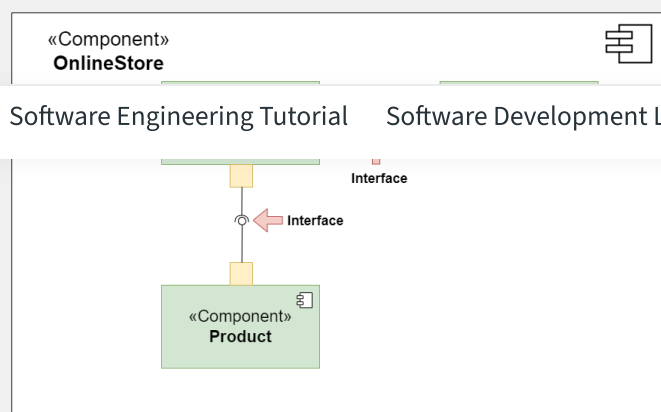 «Component»
OnlineStore
Software Engineering Tutorial
Software Development
Interface
Interface
«Component»
Product